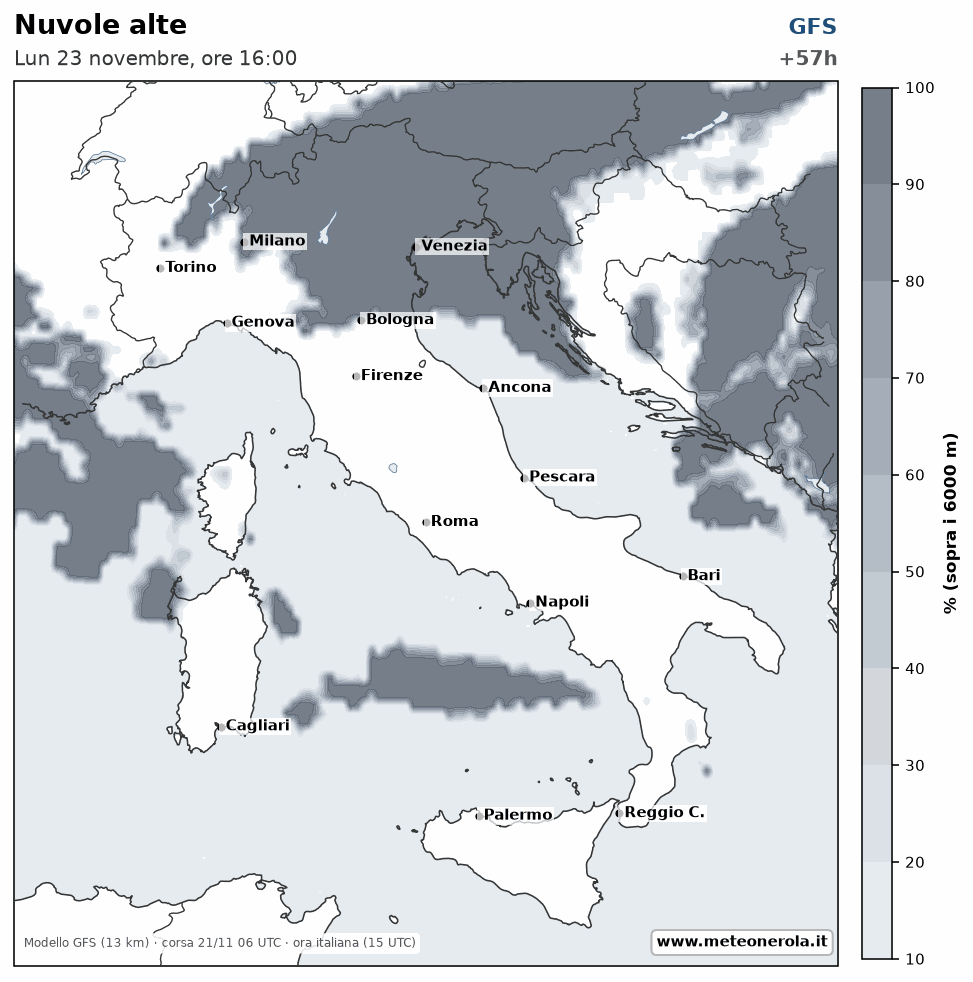 Nuvole alte
GFS
Lun 23 novembre, ore 16:00
+57h
Milano
Venezia
Torino
Genova
Bologna
Firenze
Ancona
Pescara
Roma
Bari
Napoli
Cagliari
Palermo
Reggio C.
100
90
80
70
60
50
40
30
20
10
% (sopra i 6000 m)
Modello GFS (13 km) · corsa 21/11 06 UTC · ora italiana (15 UTC)
www.meteonerola.it